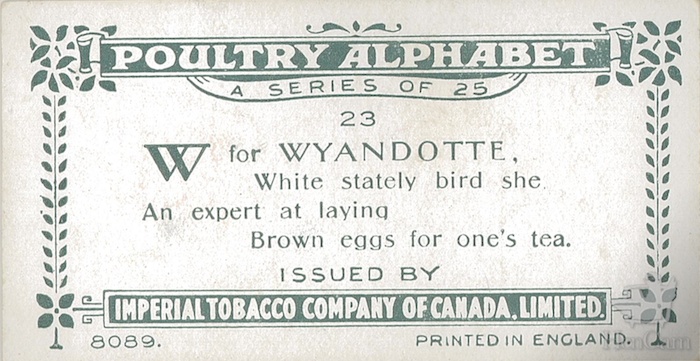 POULTRY ALPHABET
A SERIES OF 25
23
W for WYANDOTTE,
White stately bird she
An expert at laying
Brown eggs for one's tea.
ISSUED BY
IMPERIAL TOBACCO COMPANY OF CANADA, LIMITED.
8089. PRINTED IN ENGLAND.